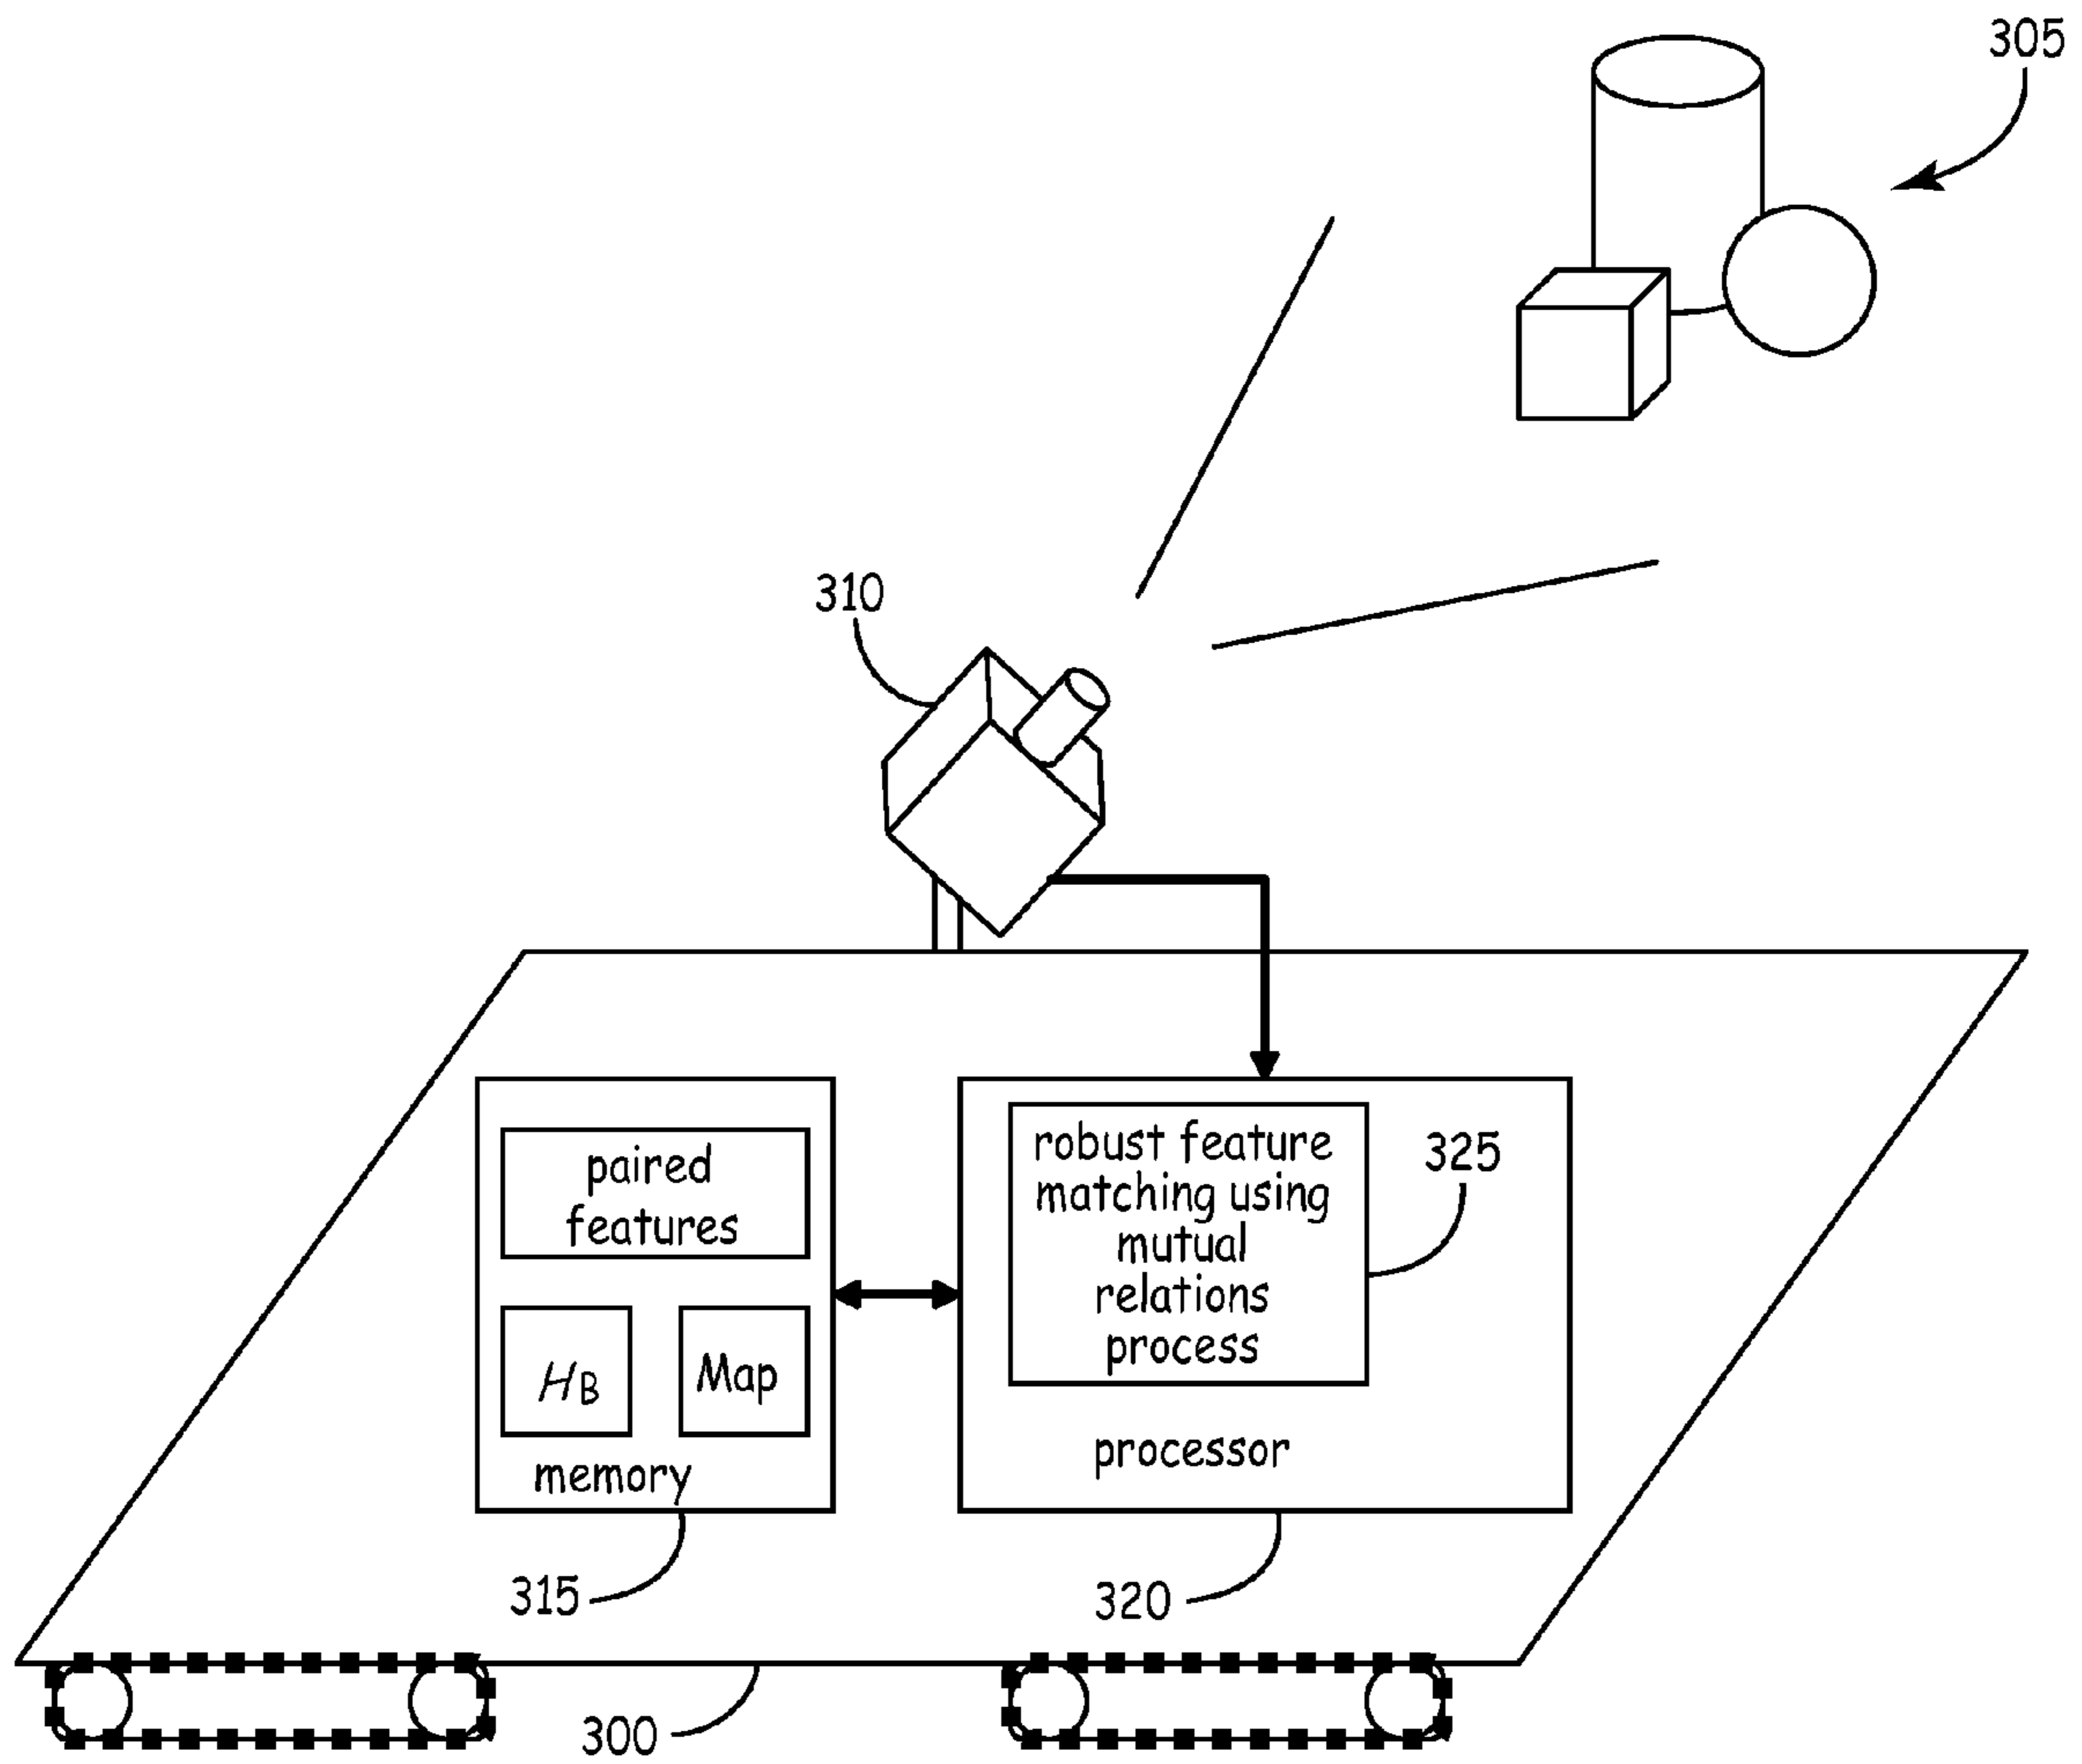 305
310
paired
features
robust feature
matching using
mutual
relations
process
325
HB
Map
memory
processor
315
320
300